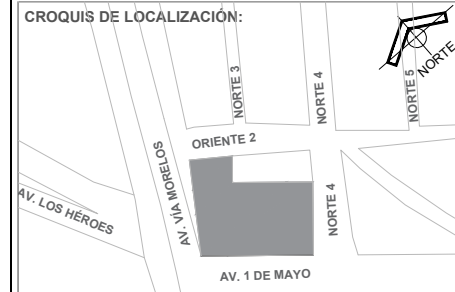 CROQUIS DE LOCALIZACIÓN:
NORTE
NORTE 3
NORTE 4
NORTE 5
ORIENTE 2
AV. VÍA MORELOS
AV. LOS HÉROES
NORTE 4
AV. 1 DE MAYO